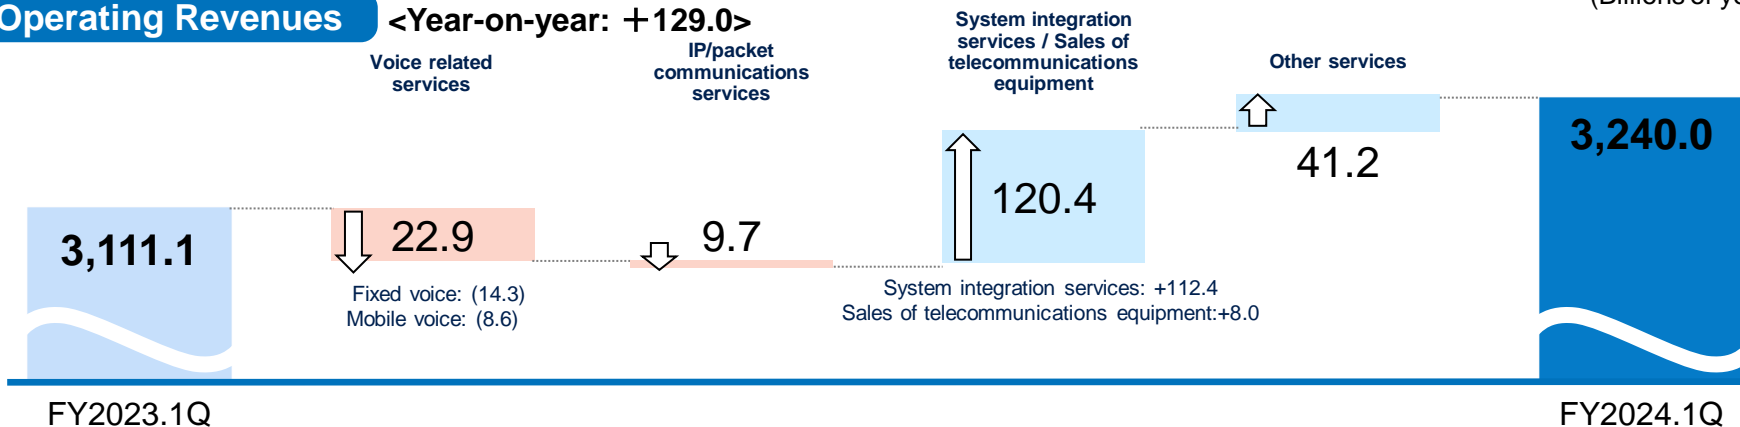 Operating Revenues
<Year-on-year: +129.0>
Voice related
services
IP/packet
communications
services
System integration
services / Sales of
telecommunications
equipment
Other services
3,111.1
22.9
9.7
120.4
41.2
3,240.0
Fixed voice: (14.3)
Mobile voice: (8.6)
System integration services: +112.4
Sales of telecommunications equipment:+8.0
FY2023.1Q
FY2024.1Q